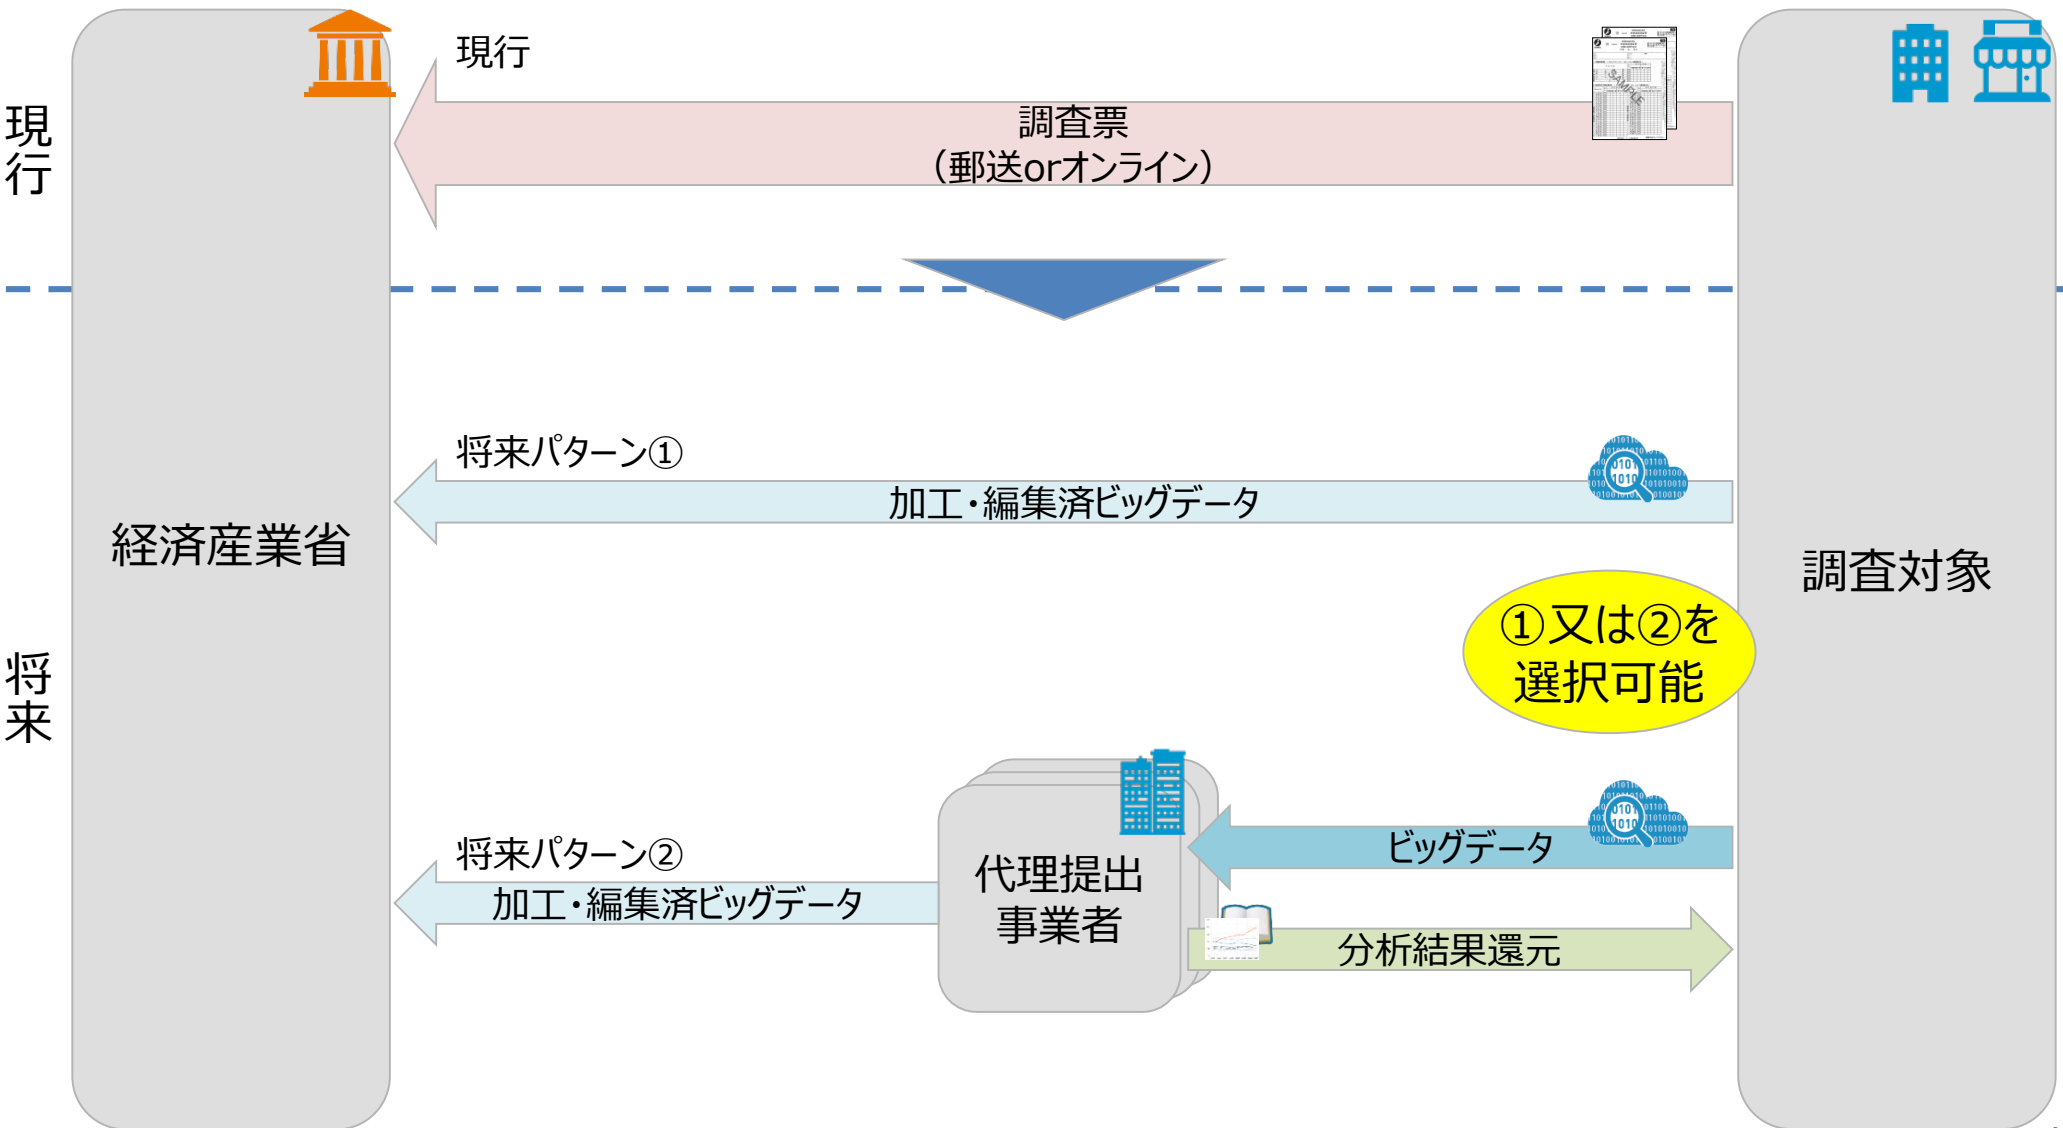 現行
現行
調査票
（郵送orオンライン）
SAMPLE
将来
将来パターン①
加工・編集済ビッグデータ
経済産業省
調査対象
①又は②を
選択可能
将来パターン②
加工・編集済ビッグデータ
代理提出
事業者
ビッグデータ
分析結果還元